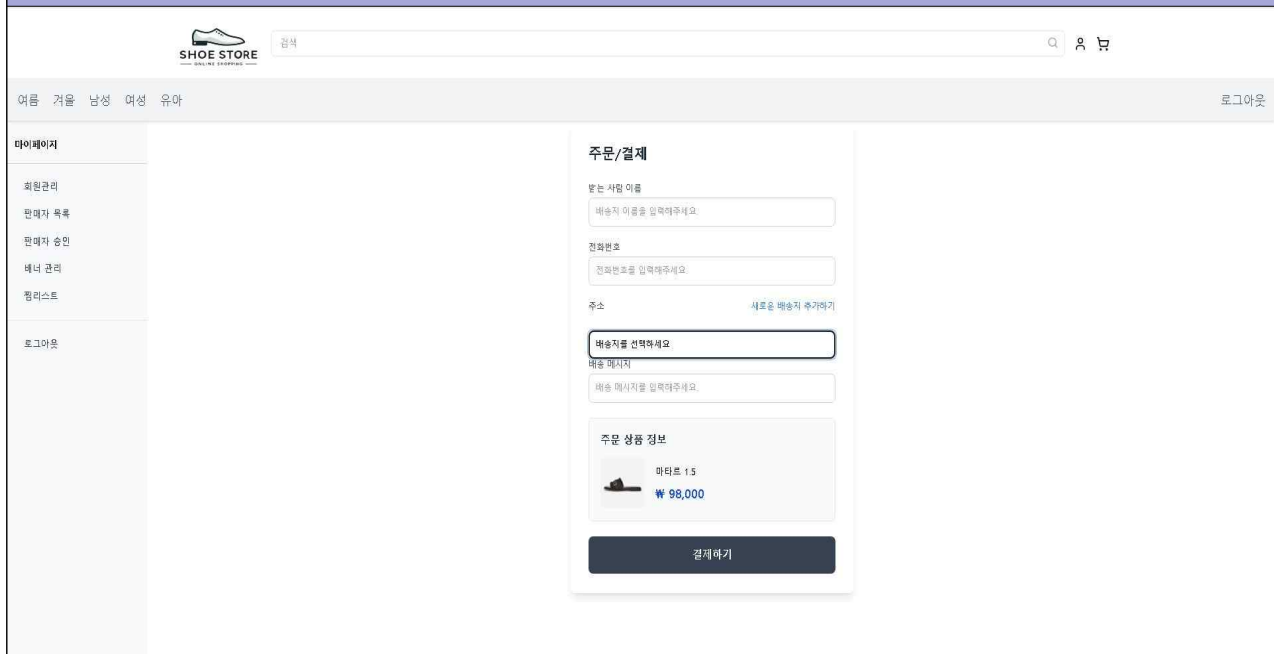 SHOE STORE
ONLINE SHOPPING
검색
여름 겨울 남성 여성 유아
로그아웃
마이페이지
회원관리
판매자 목록
판매자 승인
배너 관리
찜리스트
로그아웃
주문/결제
받는 사람 이름
배송지 이름을 입력해주세요
전화번호
전화번호를 입력해주세요
주소
새로운 배송지 추가하기
배송지를 선택하세요
배송 메시지
배송 메시지를 입력해주세요
주문 상품 정보
마타르 1.5
₩ 98,000
결제하기